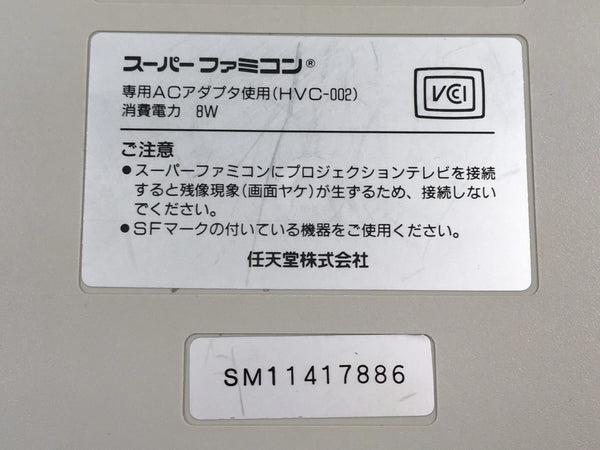 スーパーファミコン®
専用ACアダプタ使用(HVC-002)
消費電力 8W
VCCI
ご注意
●スーパーファミコンにプロジェクションテレビを接続
すると残像現象(画面ヤケ)が生ずるため、接続しない
でください。
●SFマークの付いている機器をご使用ください。
任天堂株式会社
SM11417886